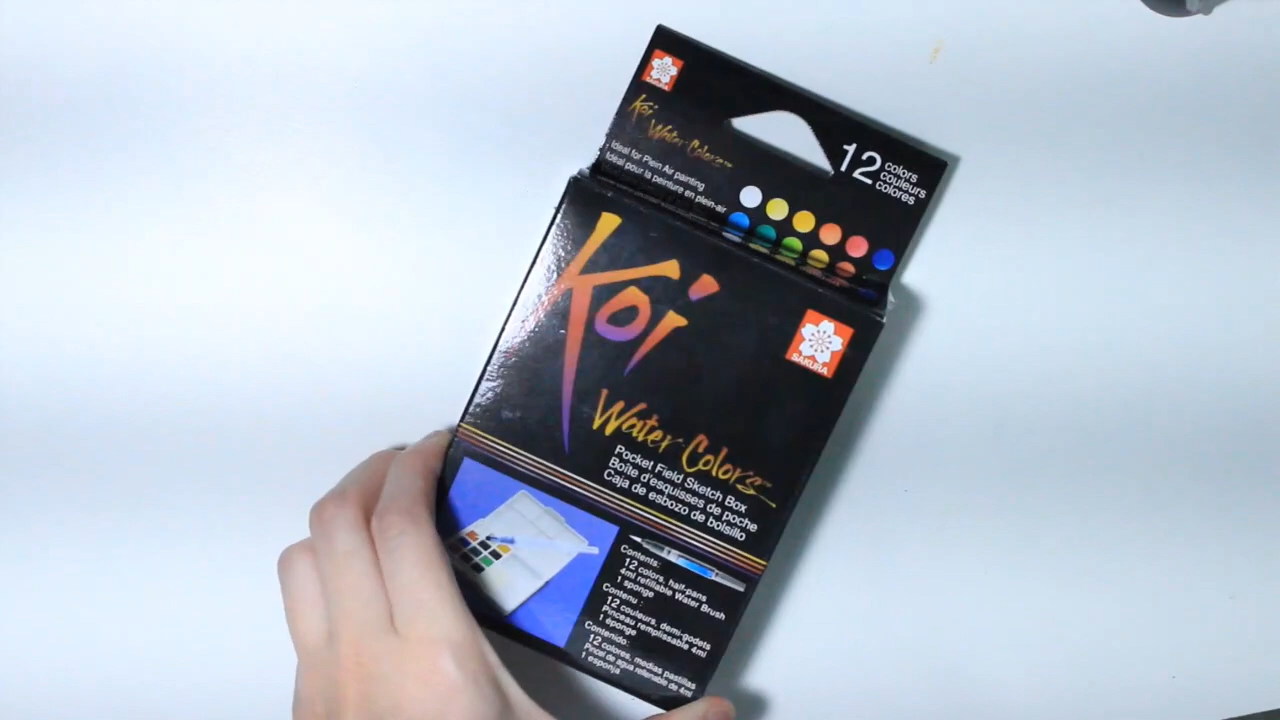 SAKURA
Koi
Water Colors™
Ideal for Plein Air painting
Idéal pour la peinture en plein-air
12 colors
couleurs
colores
Koi
SAKURA
Water Colors™
Pocket Field Sketch Box
Boîte d'esquisses de poche
Caja de esbozo de bolsillo
Contents:
12 colors, half-pans
4ml refillable Water Brush
1 sponge
Contenu :
12 couleurs, demi-godets
Pinceau remplissable 4ml
1 éponge
Contenido:
12 colores, medias pastillas
Pincel de agua rellenable de 4ml
1 esponja